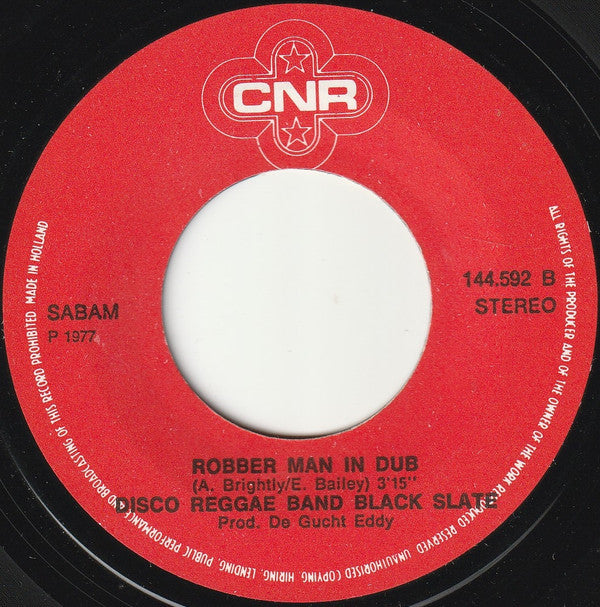 CNR
SABAM
P 1977
144.592 B
STEREO
ROBBER MAN IN DUB
(A. Brightly/E. Bailey) 3'15"
DISCO REGGAE BAND BLACK SLATE
Prod. De Gucht Eddy
ALL RIGHTS OF THE PRODUCER AND OF THE OWNER OF THE WORK REPRODUCED RESERVED UNAUTHORISED COPYING, HIRING, LENDING, PUBLIC PERFORMANCE AND BROADCASTING OF THIS RECORD PROHIBITED MADE IN HOLLAND